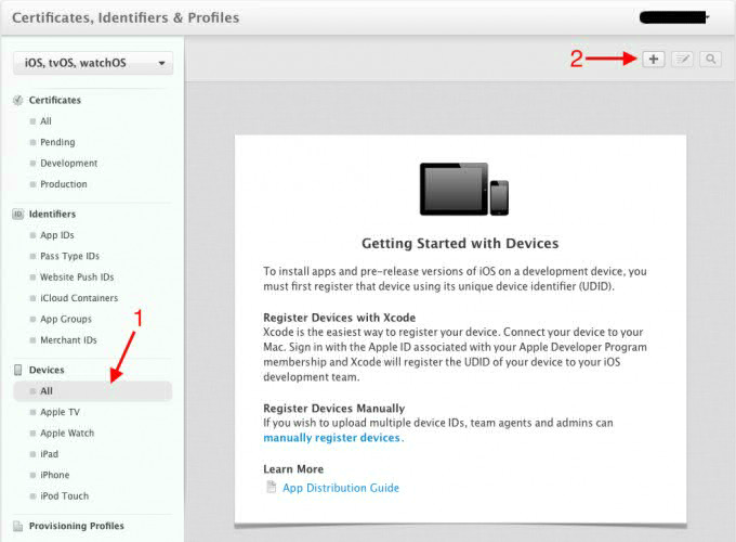 Certificates, Identifiers & Profiles
iOS, tvOS, watchOS
2
Certificates
All
Pending
Development
Production
Identifiers
App IDs
Pass Type IDs
Website Push IDs
iCloud Containers
App Groups
Merchant IDs
1
Devices
All
Apple TV
Apple Watch
iPad
iPhone
iPod Touch
Provisioning Profiles
Getting Started with Devices
To install apps and pre-release versions of iOS on a development device, you
must first register that device using its unique device identifier (UDID).
Register Devices with Xcode
Xcode is the easiest way to register your device. Connect your device to your
Mac. Sign in with the Apple ID associated with your Apple Developer Program
membership and Xcode will register the UDID of your device to your iOS
development team.
Register Devices Manually
If you wish to upload multiple device IDs, team agents and admins can
manually register devices.
Learn More
App Distribution Guide